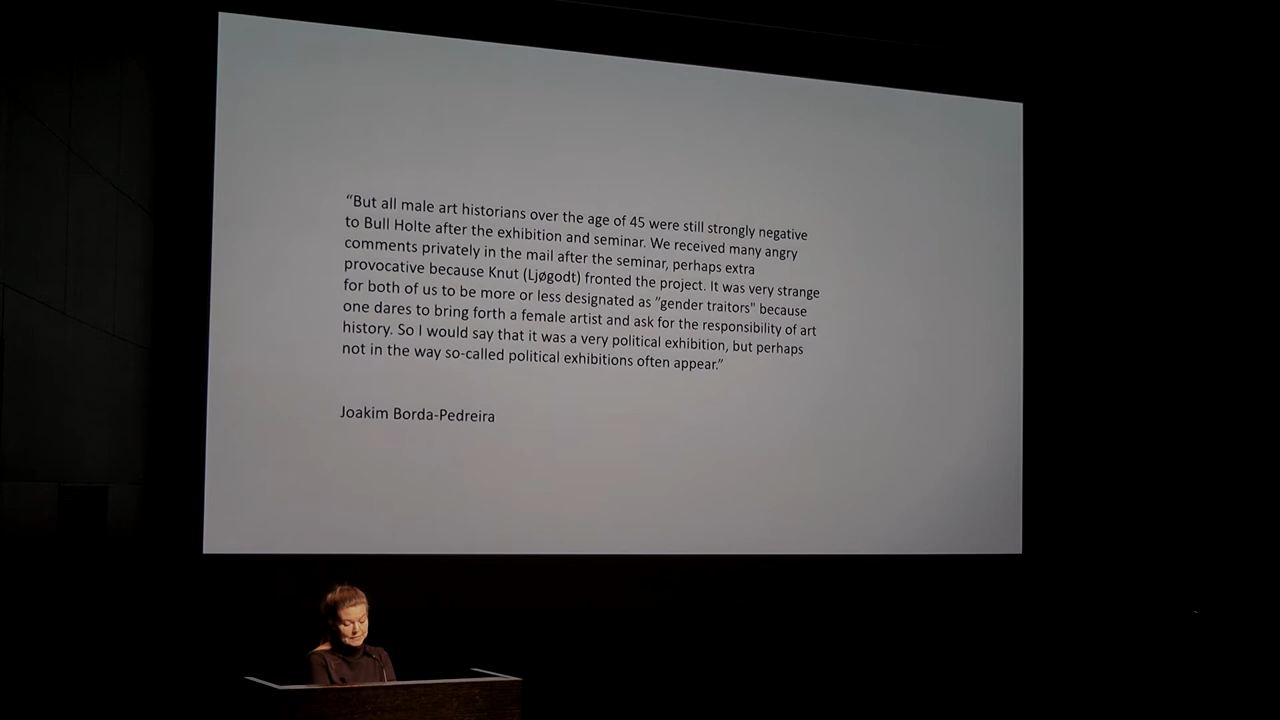 “But all male art historians over the age of 45 were still strongly negative
to Bull Holte after the exhibition and seminar. We received many angry
comments privately in the mail after the seminar, perhaps extra
provocative because Knut (Ljøgodt) fronted the project. It was very strange
for both of us to be more or less designated as ”gender traitors" because
one dares to bring forth a female artist and ask for the responsibility of art
history. So I would say that it was a very political exhibition, but perhaps
not in the way so-called political exhibitions often appear.”
Joakim Borda-Pedreira